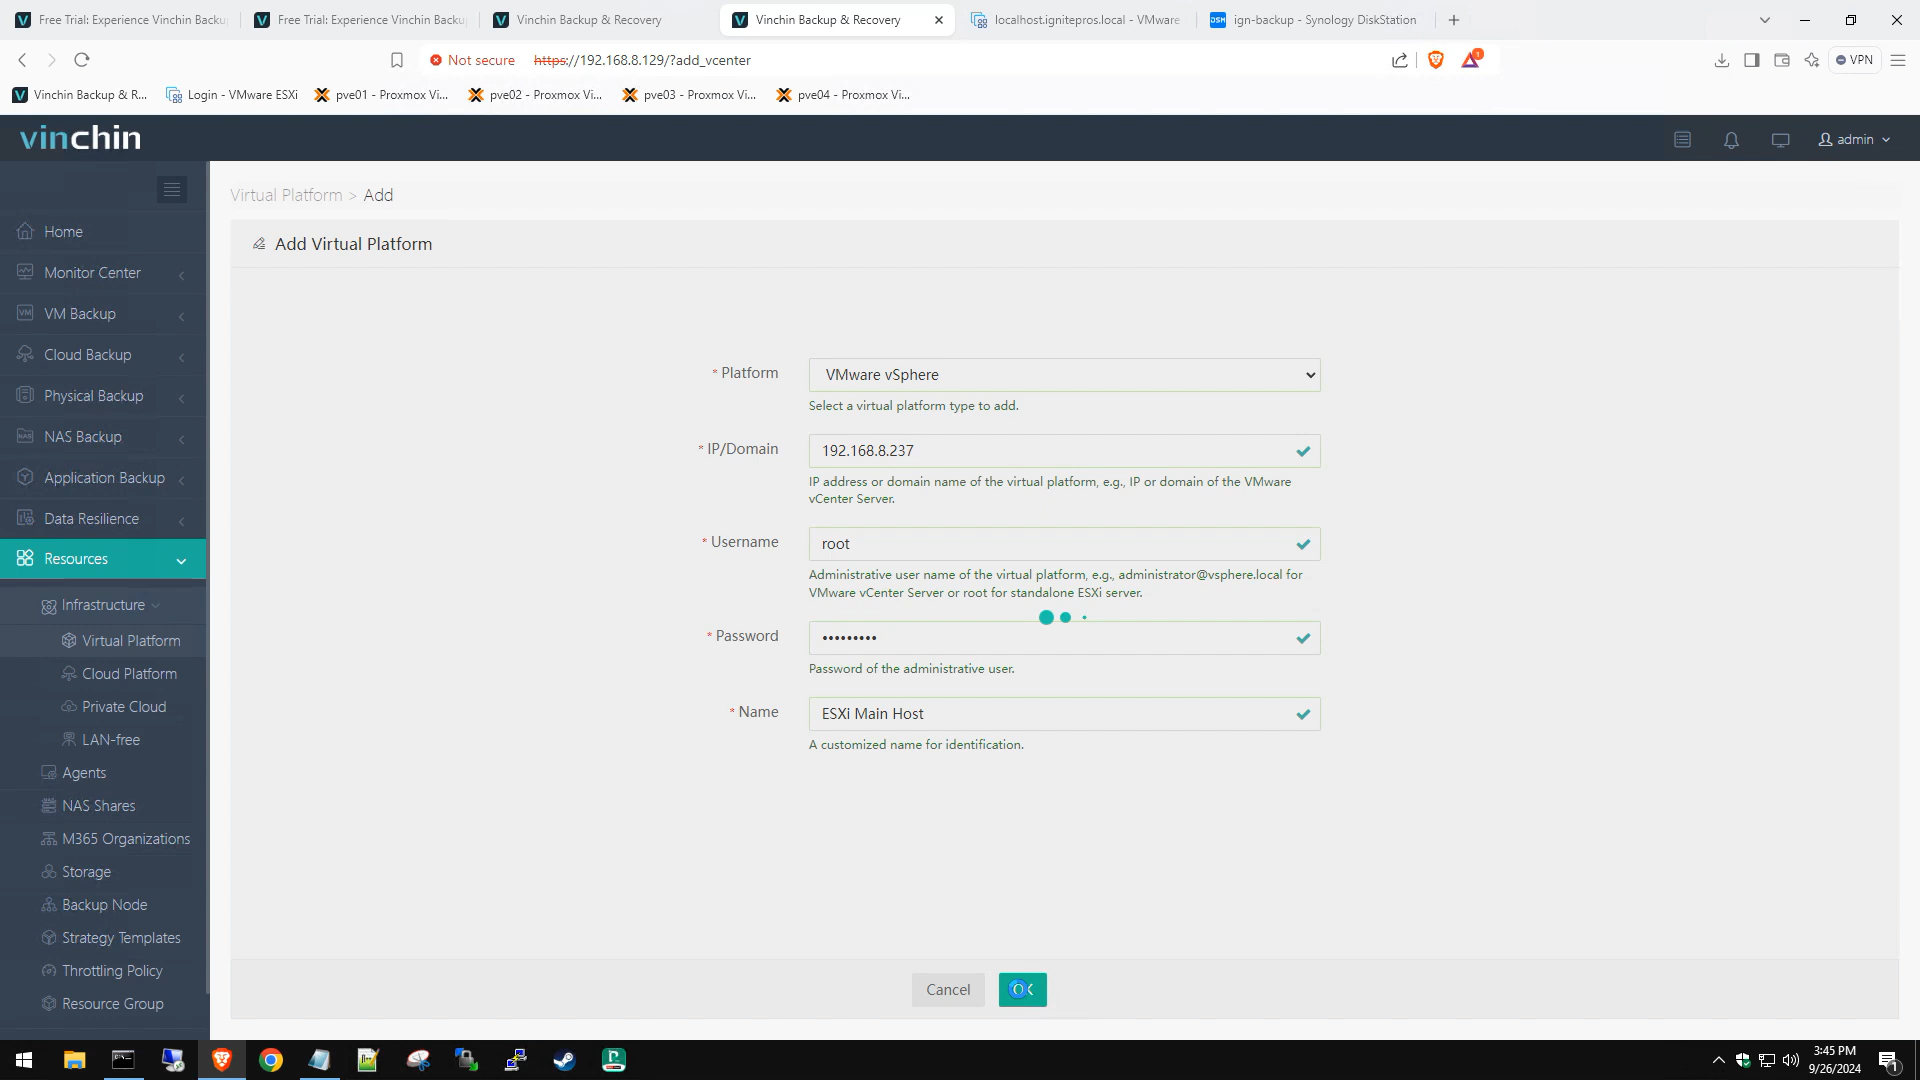 Free Trial: Experience Vinchin Backu
Free Trial: Experience Vinchin Backup
Vinchin Backup & Recovery
Vinchin Backup & Recovery
localhost.ignitepros.local - VMware
ign-backup - Synology DiskStation
Not secure
https://192.168.8.129/?add_vcenter
VPN
Vinchin Backup & R...
Login - VMware ESXi
pve01 - Proxmox Vi...
pve02 - Proxmox Vi...
pve03 - Proxmox Vi...
pve04 - Proxmox Vi...
vinchin
admin
Virtual Platform > Add
Add Virtual Platform
Home
Monitor Center
VM Backup
Cloud Backup
Physical Backup
NAS Backup
Application Backup
Data Resilience
Resources
Infrastructure
Virtual Platform
Cloud Platform
Private Cloud
LAN-free
Agents
NAS Shares
M365 Organizations
Storage
Backup Node
Strategy Templates
Throttling Policy
Resource Group
* Platform
VMware vSphere
Select a virtual platform type to add.
* IP/Domain
192.168.8.237
IP address or domain name of the virtual platform, e.g., IP or domain of the VMware
vCenter Server.
* Username
root
Administrative user name of the virtual platform, e.g., administrator@vsphere.local for
VMware vCenter Server or root for standalone ESXi server.
* Password
•••••••••
Password of the administrative user.
* Name
ESXi Main Host
A customized name for identification.
Cancel
OK
3:45 PM
9/26/2024
1